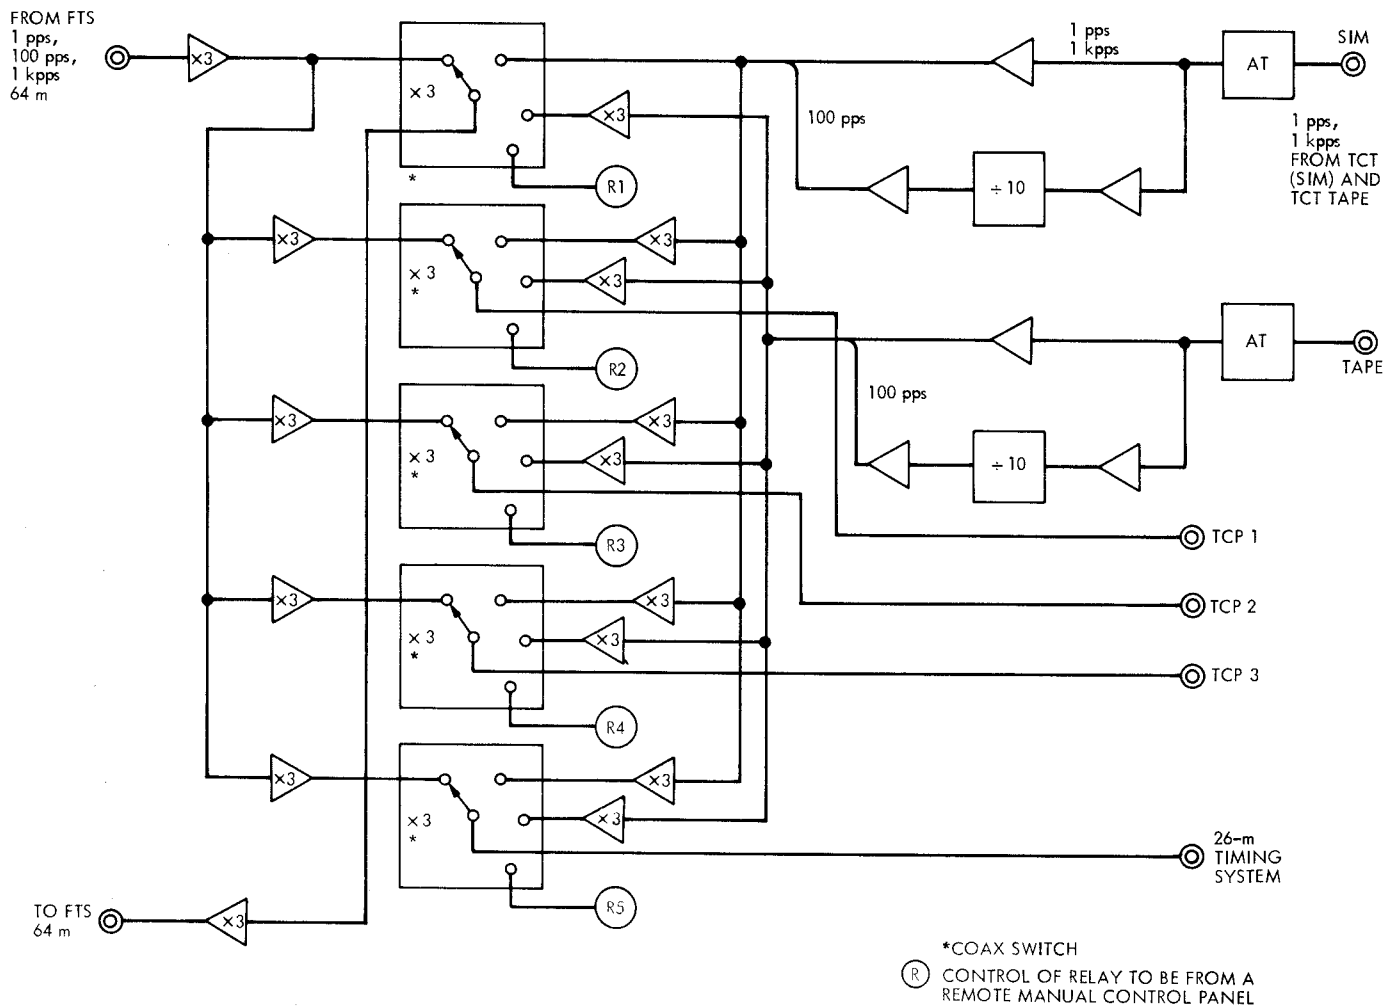 FROM FTS
1 pps,
100 pps,
1 kpps
64 m
×3
×3
*
×3
R1
1 pps
1 kpps
100 pps
÷10
AT
SIM
1 pps,
1 kpps
FROM TCT
(SIM) AND
TCT TAPE
×3
×3
*
×3
×3
R2
100 pps
÷10
AT
TAPE
×3
×3
*
×3
×3
R3
TCP 1
×3
×3
*
×3
×3
R4
TCP 2
TCP 3
×3
×3
*
×3
×3
R5
26-m
TIMING
SYSTEM
TO FTS
64 m
×3
*COAX SWITCH
R CONTROL OF RELAY TO BE FROM A
REMOTE MANUAL CONTROL PANEL